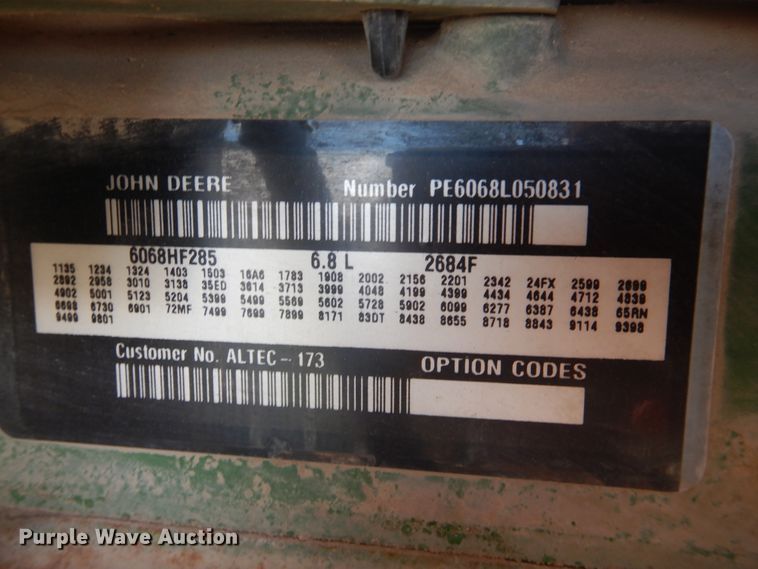 JOHN DEERE Number PE6068L050831
6068HF285 6.8 L 2684F
1135 1234 1324 1403 1503 16A6 1783 1908 2002 2156 2201 2342 24FX 2599 2699
2892 2956 3010 3138 35ED 3614 3713 3999 4048 4199 4399 4434 4644 4712 4839
4902 5001 5123 5204 5399 5499 5569 5602 5728 5902 6099 6277 6387 6438 65RN
6698 6730 6901 72MF 7499 7699 7899 8171 83DT 8438 8655 8718 8843 9114 9398
9499 9801
Customer No. ALTEC - 173 OPTION CODES
Purple Wave Auction